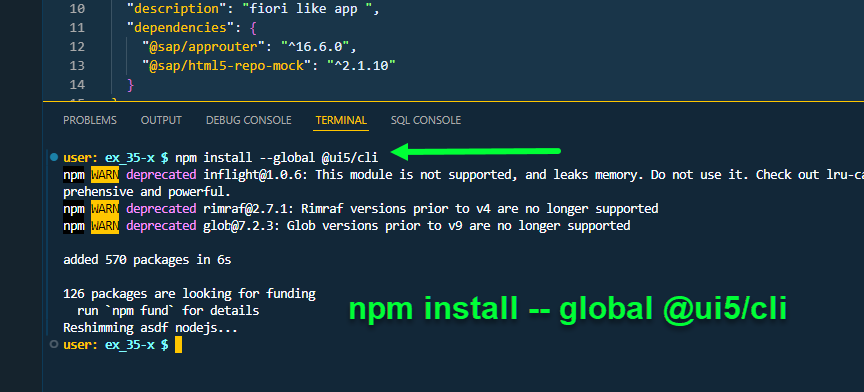 10 "description": "fiori like app ",
11 "dependencies": {
12 "@sap/approuter": "^16.6.0",
13 "@sap/html5-repo-mock": "^2.1.10"
14 }
PROBLEMS OUTPUT DEBUG CONSOLE TERMINAL SQL CONSOLE
user: ex_35-x $ npm install --global @ui5/cli
npm WARN deprecated inflight@1.0.6: This module is not supported, and leaks memory. Do not use it. Check out lru-ca
prehensive and powerful.
npm WARN deprecated rimraf@2.7.1: Rimraf versions prior to v4 are no longer supported
npm WARN deprecated glob@7.2.3: Glob versions prior to v9 are no longer supported
added 570 packages in 6s
126 packages are looking for funding
run `npm fund` for details
npm install -- global @ui5/cli
Reshimming asdf nodejs...
user: ex_35-x $